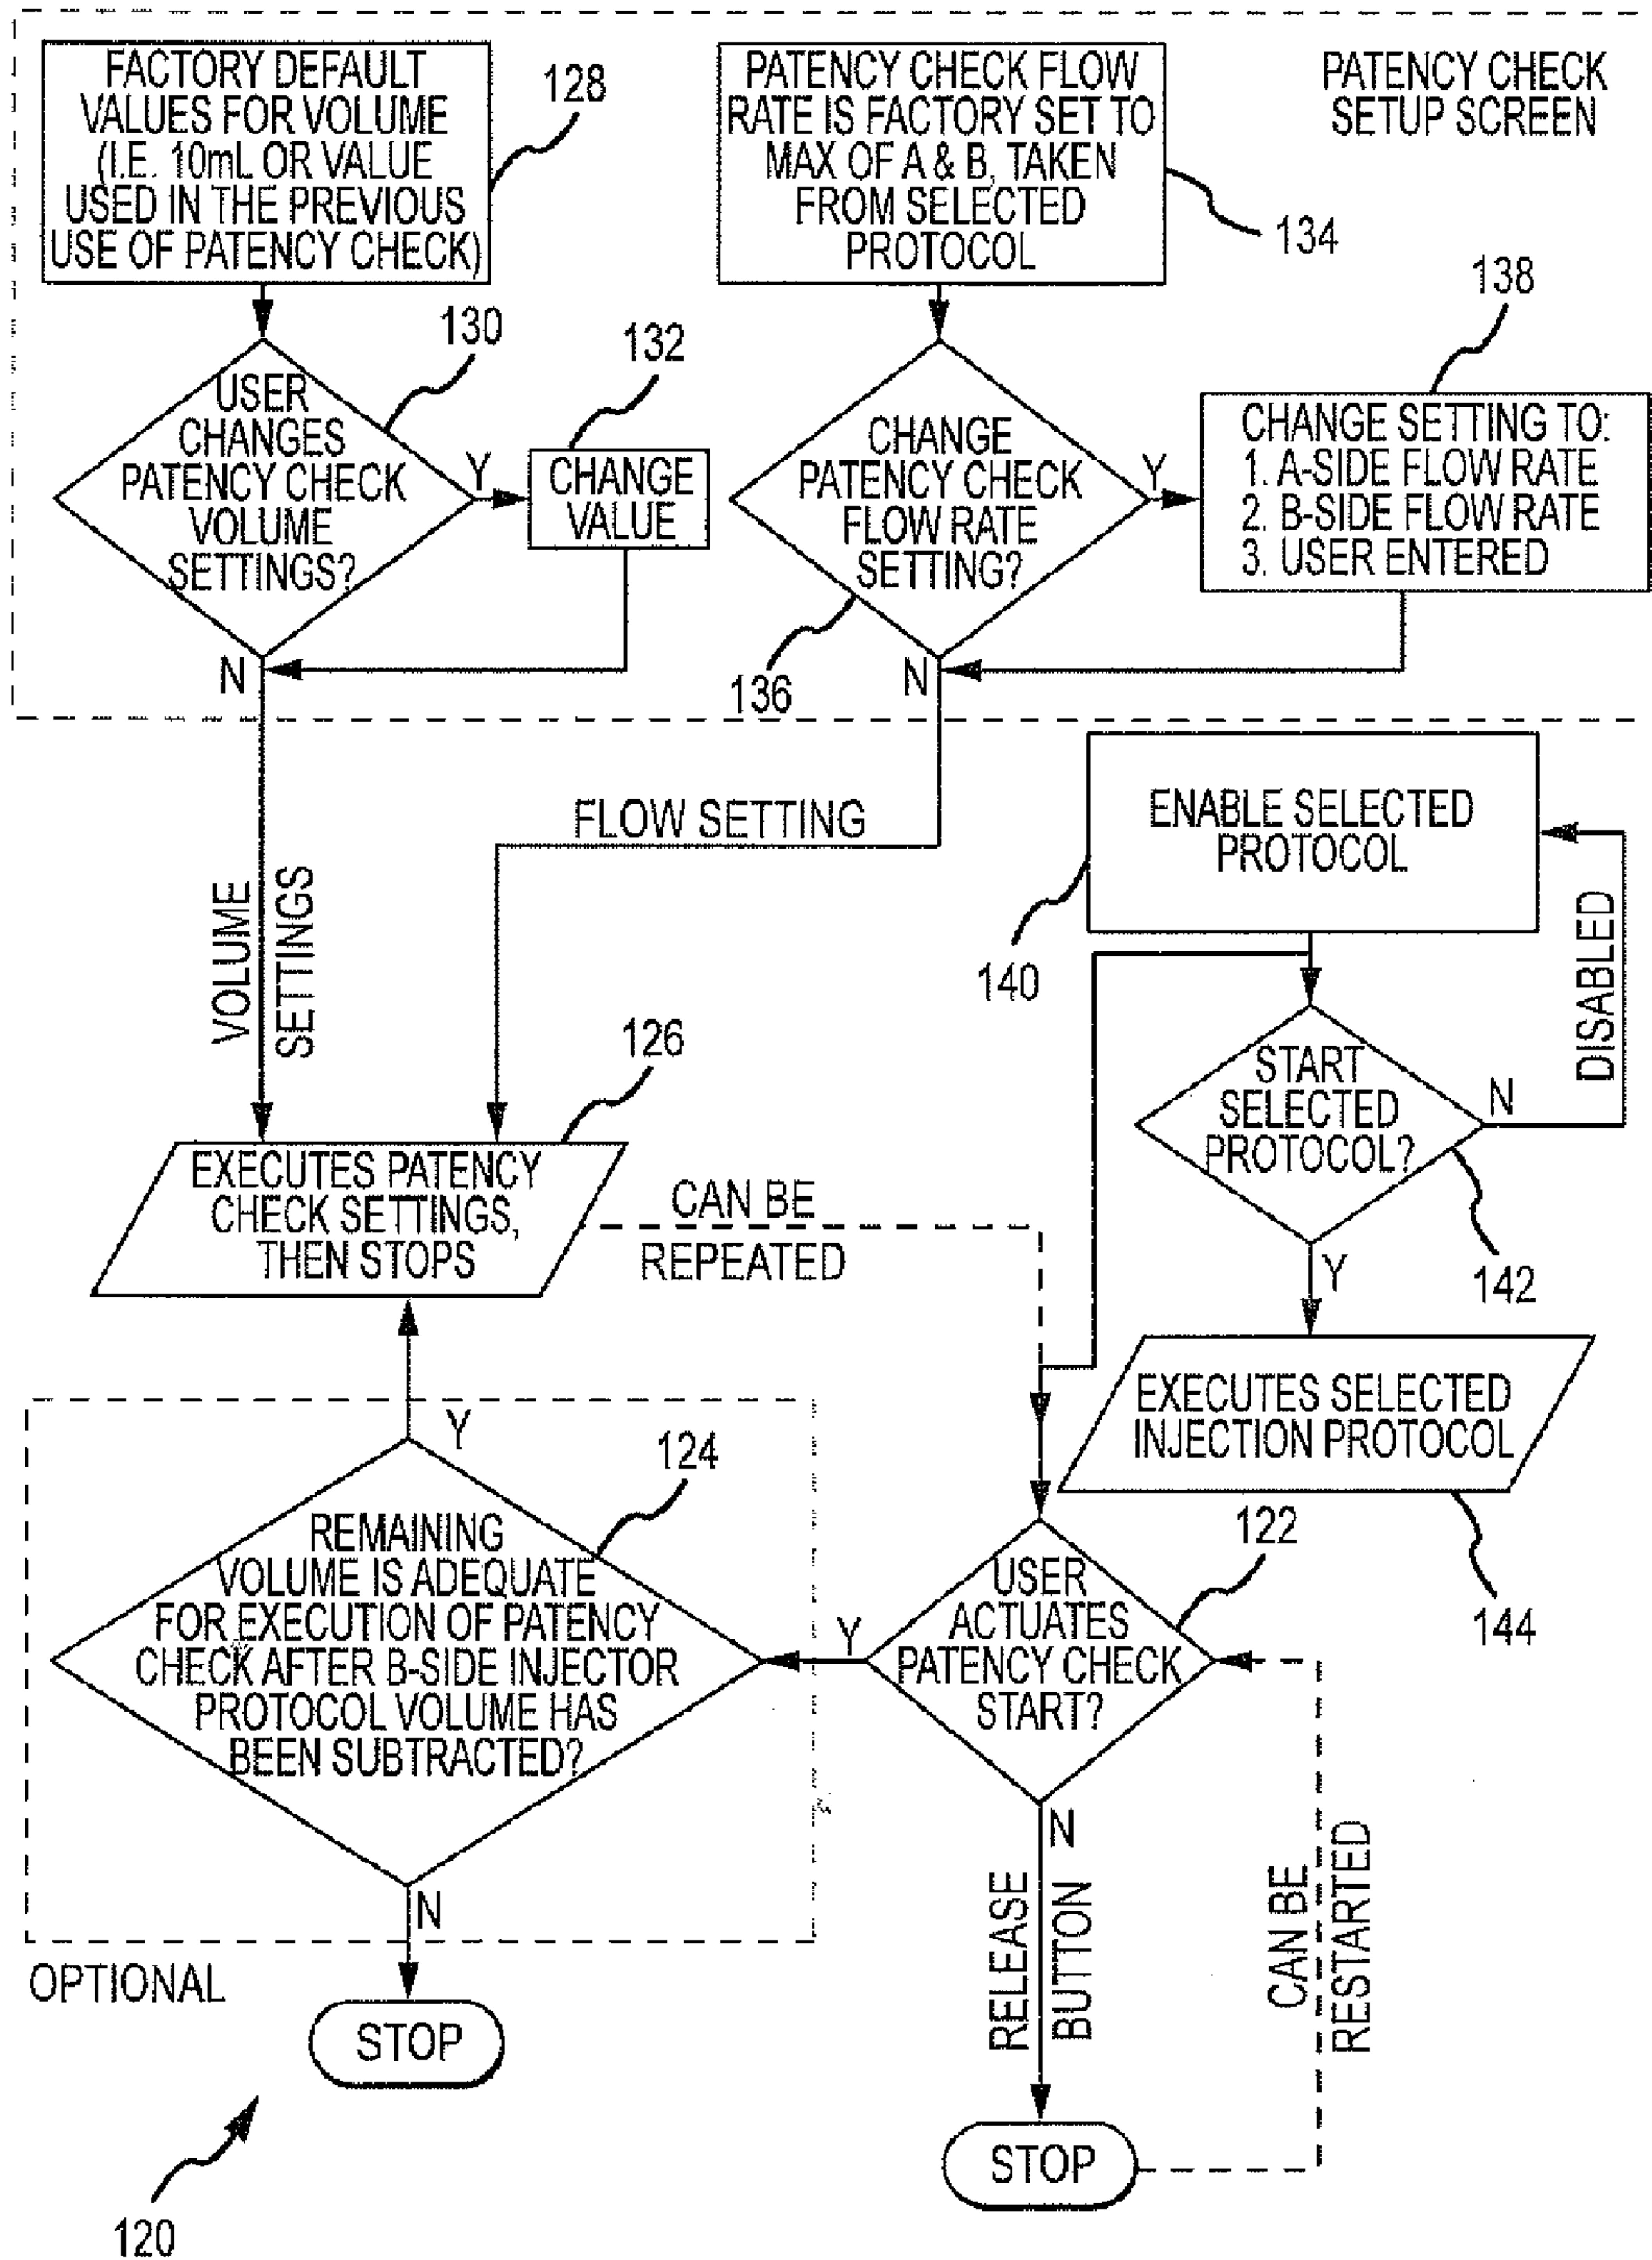 FACTORY DEFAULT
VALUES FOR VOLUME
(I.E. 10mL OR VALUE
USED IN THE PREVIOUS
USE OF PATENCY CHECK)
128
PATENCY CHECK FLOW
RATE IS FACTORY SET TO
MAX OF A & B, TAKEN
FROM SELECTED
PROTOCOL
134
PATENCY CHECK
SETUP SCREEN
130
USER
CHANGES
PATENCY CHECK
VOLUME
SETTINGS?
Y
N
132
CHANGE
VALUE
CHANGE
PATENCY CHECK
FLOW RATE
SETTING?
Y
N
136
138
CHANGE SETTING TO:
1. A-SIDE FLOW RATE
2. B-SIDE FLOW RATE
3. USER ENTERED
VOLUME
SETTINGS
FLOW SETTING
ENABLE SELECTED
PROTOCOL
140
DISABLED
START
SELECTED
PROTOCOL?
N
Y
142
126
EXECUTES PATENCY
CHECK SETTINGS,
THEN STOPS
CAN BE
REPEATED
EXECUTES SELECTED
INJECTION PROTOCOL
144
Y
124
REMAINING
VOLUME IS ADEQUATE
FOR EXECUTION OF PATENCY
CHECK AFTER B-SIDE INJECTOR
PROTOCOL VOLUME HAS
BEEN SUBTRACTED?
N
OPTIONAL
STOP
122
USER
ACTUATES
PATENCY CHECK
START?
Y
N
RELEASE
BUTTON
CAN BE
RESTARTED
STOP
120